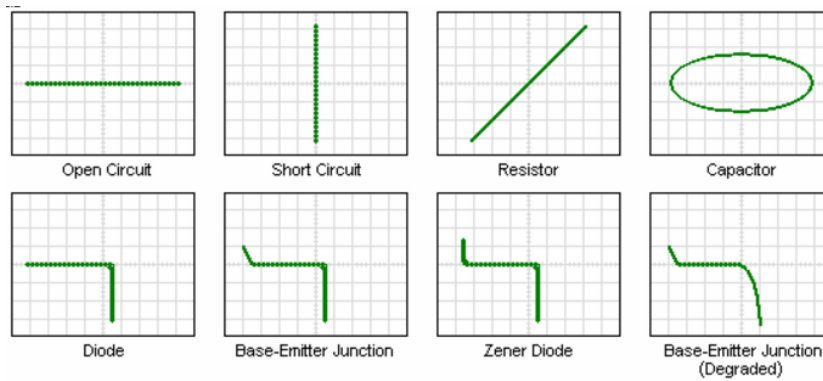 Open Circuit
Short Circuit
Resistor
Capacitor
Diode
Base-Emitter Junction
Zener Diode
Base-Emitter Junction
(Degraded)